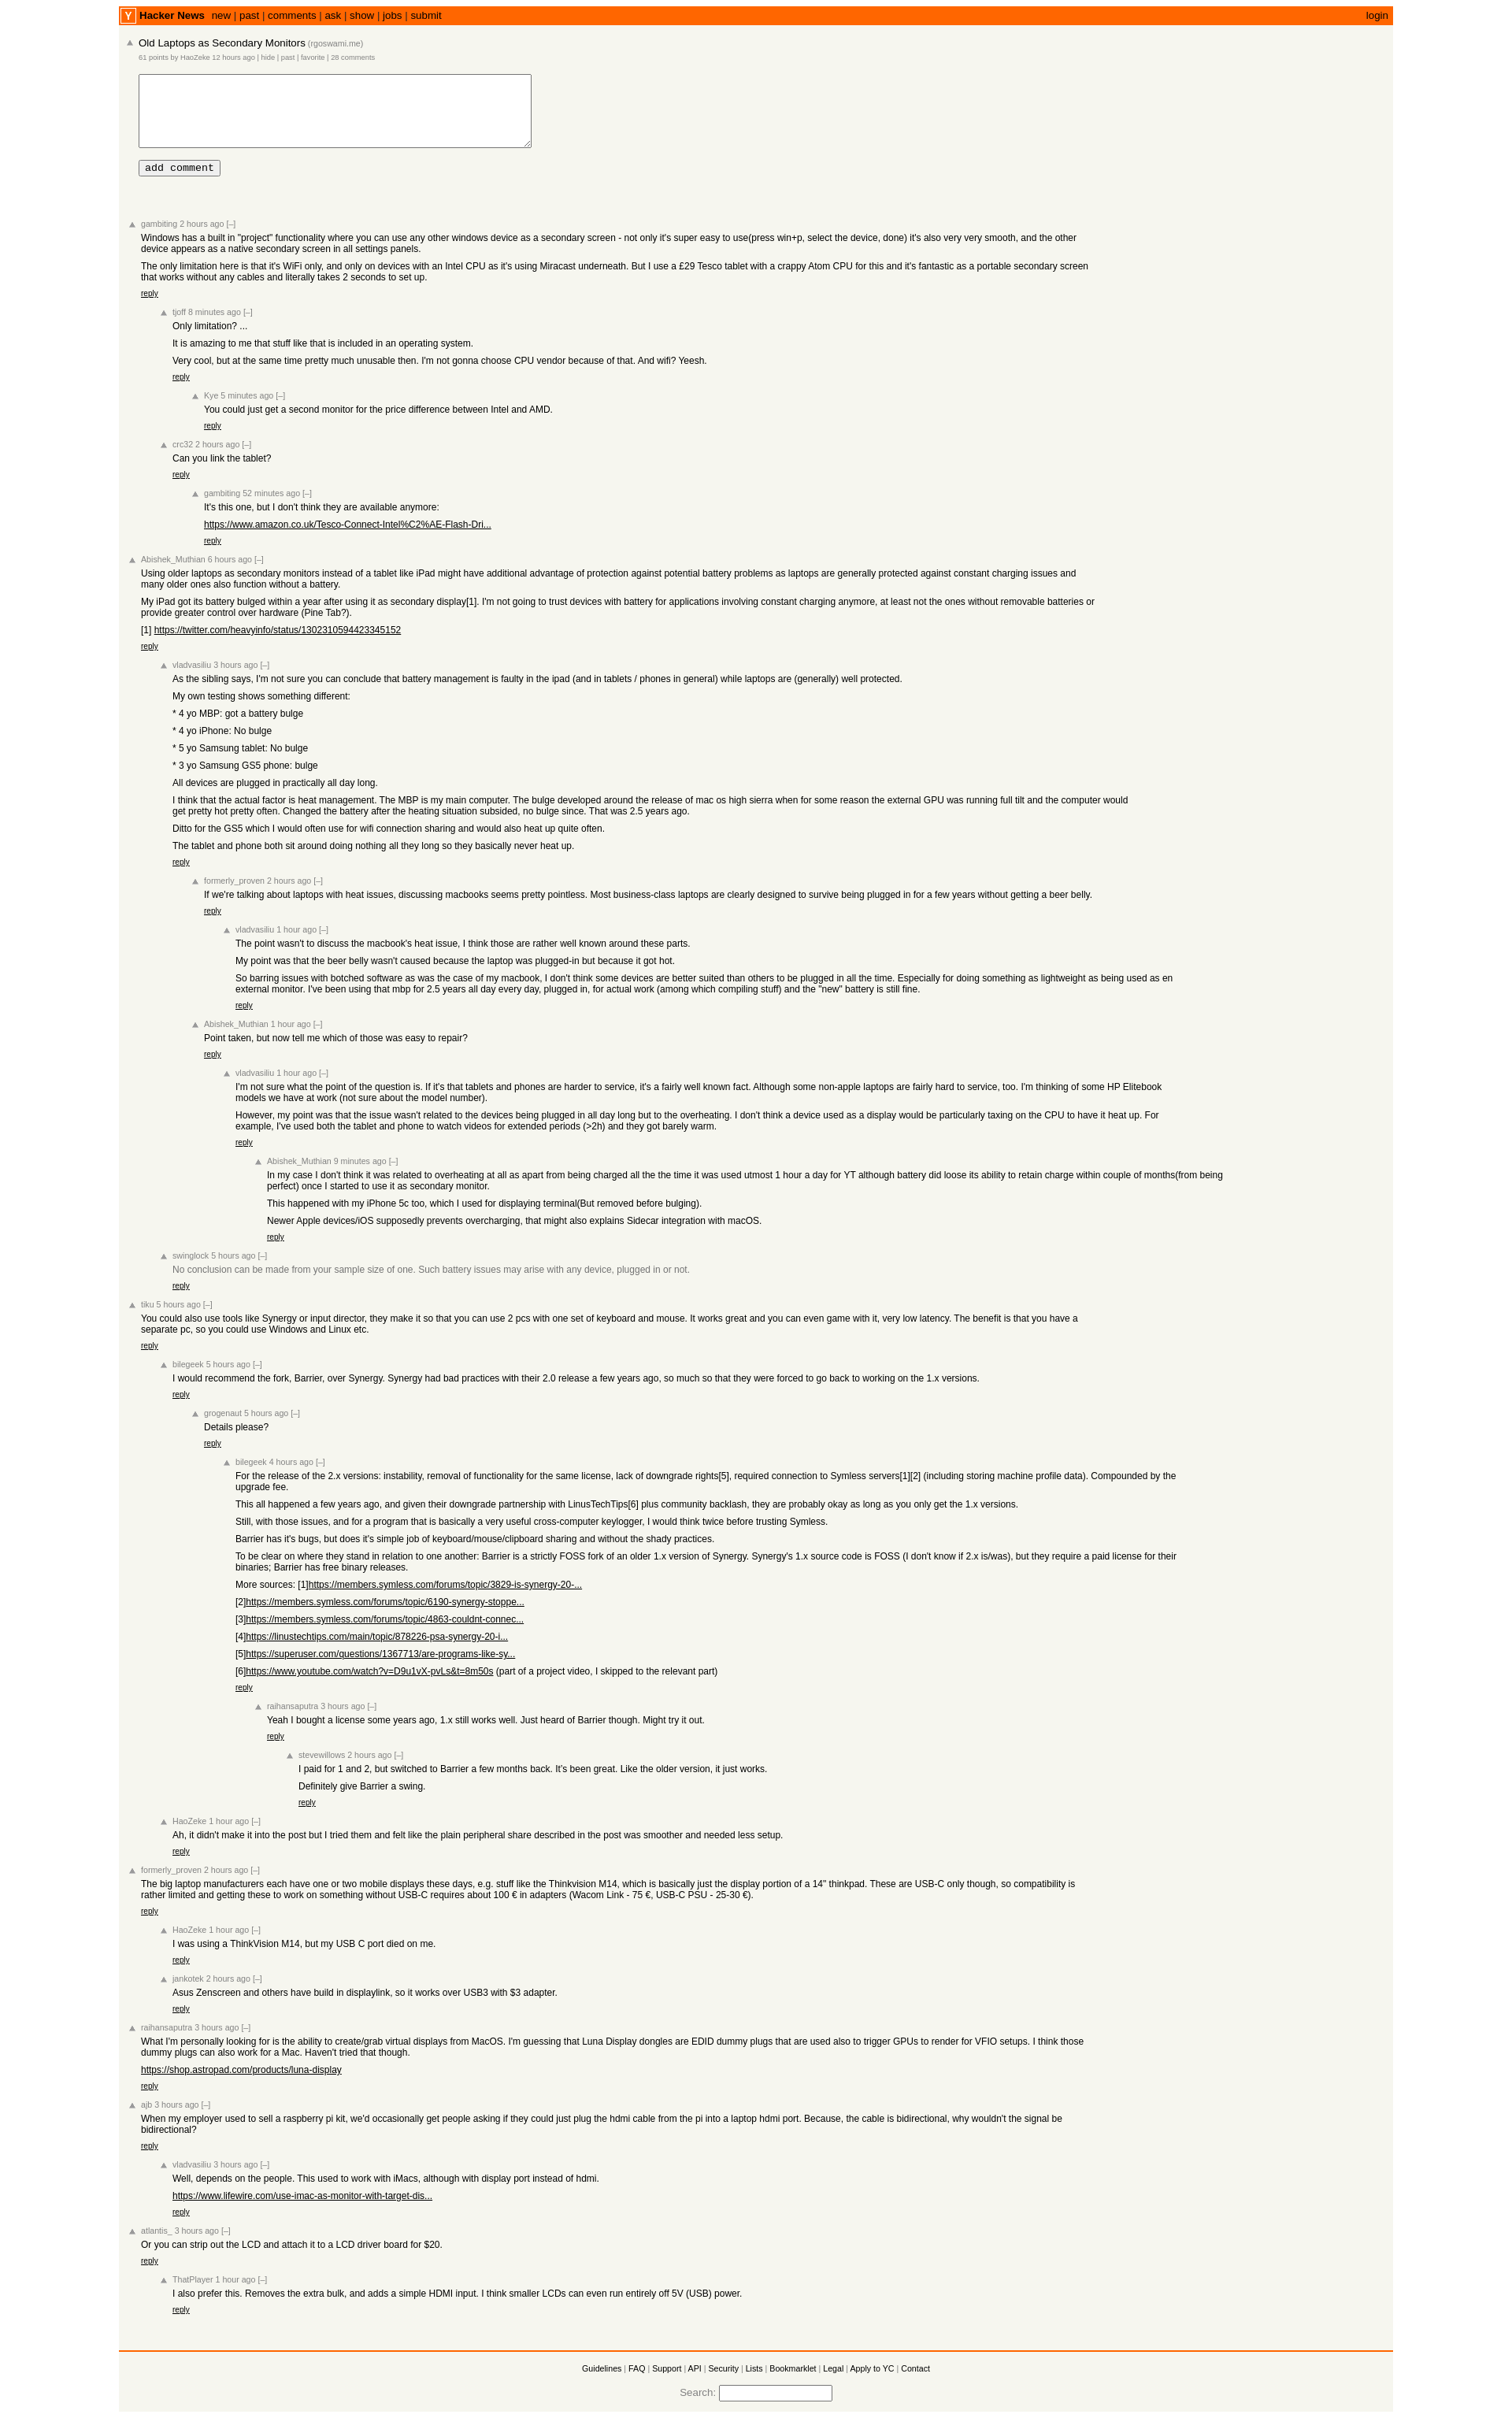 Y Hacker News new | past | comments | ask | show | jobs | submit login
Old Laptops as Secondary Monitors (rgoswami.me)
61 points by HaoZeke 12 hours ago | hide | past | favorite | 28 comments
add comment
gambiting 2 hours ago [–]
Windows has a built in "project" functionality where you can use any other windows device as a secondary screen - not only it's super easy to use(press win+p, select the device, done) it's also very very smooth, and the other
device appears as a native secondary screen in all settings panels.
The only limitation here is that it's WiFi only, and only on devices with an Intel CPU as it's using Miracast underneath. But I use a £29 Tesco tablet with a crappy Atom CPU for this and it's fantastic as a portable secondary screen
that works without any cables and literally takes 2 seconds to set up.
reply
tjoff 8 minutes ago [–]
Only limitation? ...
It is amazing to me that stuff like that is included in an operating system.
Very cool, but at the same time pretty much unusable then. I'm not gonna choose CPU vendor because of that. And wifi? Yeesh.
reply
Kye 5 minutes ago [–]
You could just get a second monitor for the price difference between Intel and AMD.
reply
crc32 2 hours ago [–]
Can you link the tablet?
reply
gambiting 52 minutes ago [–]
It's this one, but I don't think they are available anymore:
https://www.amazon.co.uk/Tesco-Connect-Intel%C2%AE-Flash-Dri...
reply
Abishek_Muthian 6 hours ago [–]
Using older laptops as secondary monitors instead of a tablet like iPad might have additional advantage of protection against potential battery problems as laptops are generally protected against constant charging issues and
many older ones also function without a battery.
My iPad got its battery bulged within a year after using it as secondary display[1]. I'm not going to trust devices with battery for applications involving constant charging anymore, at least not the ones without removable batteries or
provide greater control over hardware (Pine Tab?).
[1] https://twitter.com/heavyinfo/status/1302310594423345152
reply
vladvasiliu 3 hours ago [–]
As the sibling says, I'm not sure you can conclude that battery management is faulty in the ipad (and in tablets / phones in general) while laptops are (generally) well protected.
My own testing shows something different:
* 4 yo MBP: got a battery bulge
* 4 yo iPhone: No bulge
* 5 yo Samsung tablet: No bulge
* 3 yo Samsung GS5 phone: bulge
All devices are plugged in practically all day long.
I think that the actual factor is heat management. The MBP is my main computer. The bulge developed around the release of mac os high sierra when for some reason the external GPU was running full tilt and the computer would
get pretty hot pretty often. Changed the battery after the heating situation subsided, no bulge since. That was 2.5 years ago.
Ditto for the GS5 which I would often use for wifi connection sharing and would also heat up quite often.
The tablet and phone both sit around doing nothing all they long so they basically never heat up.
reply
formerly_proven 2 hours ago [–]
If we're talking about laptops with heat issues, discussing macbooks seems pretty pointless. Most business-class laptops are clearly designed to survive being plugged in for a few years without getting a beer belly.
reply
vladvasiliu 1 hour ago [–]
The point wasn't to discuss the macbook's heat issue, I think those are rather well known around these parts.
My point was that the beer belly wasn't caused because the laptop was plugged-in but because it got hot.
So barring issues with botched software as was the case of my macbook, I don't think some devices are better suited than others to be plugged in all the time. Especially for doing something as lightweight as being used as en
external monitor. I've been using that mbp for 2.5 years all day every day, plugged in, for actual work (among which compiling stuff) and the "new" battery is still fine.
reply
Abishek_Muthian 1 hour ago [–]
Point taken, but now tell me which of those was easy to repair?
reply
vladvasiliu 1 hour ago [–]
I'm not sure what the point of the question is. If it's that tablets and phones are harder to service, it's a fairly well known fact. Although some non-apple laptops are fairly hard to service, too. I'm thinking of some HP Elitebook
models we have at work (not sure about the model number).
However, my point was that the issue wasn't related to the devices being plugged in all day long but to the overheating. I don't think a device used as a display would be particularly taxing on the CPU to have it heat up. For
example, I've used both the tablet and phone to watch videos for extended periods (>2h) and they got barely warm.
reply
Abishek_Muthian 9 minutes ago [–]
In my case I don't think it was related to overheating at all as apart from being charged all the the time it was used utmost 1 hour a day for YT although battery did loose its ability to retain charge within couple of months(from being
perfect) once I started to use it as secondary monitor.
This happened with my iPhone 5c too, which I used for displaying terminal(But removed before bulging).
Newer Apple devices/iOS supposedly prevents overcharging, that might also explains Sidecar integration with macOS.
reply
swinglock 5 hours ago [–]
No conclusion can be made from your sample size of one. Such battery issues may arise with any device, plugged in or not.
reply
tiku 5 hours ago [–]
You could also use tools like Synergy or input director, they make it so that you can use 2 pcs with one set of keyboard and mouse. It works great and you can even game with it, very low latency. The benefit is that you have a
separate pc, so you could use Windows and Linux etc.
reply
bilegeek 5 hours ago [–]
I would recommend the fork, Barrier, over Synergy. Synergy had bad practices with their 2.0 release a few years ago, so much so that they were forced to go back to working on the 1.x versions.
reply
grogenaut 5 hours ago [–]
Details please?
reply
bilegeek 4 hours ago [–]
For the release of the 2.x versions: instability, removal of functionality for the same license, lack of downgrade rights[5], required connection to Symless servers[1][2] (including storing machine profile data). Compounded by the
upgrade fee.
This all happened a few years ago, and given their downgrade partnership with LinusTechTips[6] plus community backlash, they are probably okay as long as you only get the 1.x versions.
Still, with those issues, and for a program that is basically a very useful cross-computer keylogger, I would think twice before trusting Symless.
Barrier has it's bugs, but does it's simple job of keyboard/mouse/clipboard sharing and without the shady practices.
To be clear on where they stand in relation to one another: Barrier is a strictly FOSS fork of an older 1.x version of Synergy. Synergy's 1.x source code is FOSS (I don't know if 2.x is/was), but they require a paid license for their
binaries; Barrier has free binary releases.
More sources: [1]https://members.symless.com/forums/topic/3829-is-synergy-20-...
[2]https://members.symless.com/forums/topic/6190-synergy-stoppe...
[3]https://members.symless.com/forums/topic/4863-couldnt-connec...
[4]https://linustechtips.com/main/topic/878226-psa-synergy-20-i...
[5]https://superuser.com/questions/1367713/are-programs-like-sy...
[6]https://www.youtube.com/watch?v=D9u1vX-pvLs&t=8m50s (part of a project video, I skipped to the relevant part)
reply
raihansaputra 3 hours ago [–]
Yeah I bought a license some years ago, 1.x still works well. Just heard of Barrier though. Might try it out.
reply
stevewillows 2 hours ago [–]
I paid for 1 and 2, but switched to Barrier a few months back. It's been great. Like the older version, it just works.
Definitely give Barrier a swing.
reply
HaoZeke 1 hour ago [–]
Ah, it didn't make it into the post but I tried them and felt like the plain peripheral share described in the post was smoother and needed less setup.
reply
formerly_proven 2 hours ago [–]
The big laptop manufacturers each have one or two mobile displays these days, e.g. stuff like the Thinkvision M14, which is basically just the display portion of a 14" thinkpad. These are USB-C only though, so compatibility is
rather limited and getting these to work on something without USB-C requires about 100 € in adapters (Wacom Link - 75 €, USB-C PSU - 25-30 €).
reply
HaoZeke 1 hour ago [–]
I was using a ThinkVision M14, but my USB C port died on me.
reply
jankotek 2 hours ago [–]
Asus Zenscreen and others have build in displaylink, so it works over USB3 with $3 adapter.
reply
raihansaputra 3 hours ago [–]
What I'm personally looking for is the ability to create/grab virtual displays from MacOS. I'm guessing that Luna Display dongles are EDID dummy plugs that are used also to trigger GPUs to render for VFIO setups. I think those
dummy plugs can also work for a Mac. Haven't tried that though.
https://shop.astropad.com/products/luna-display
reply
ajb 3 hours ago [–]
When my employer used to sell a raspberry pi kit, we'd occasionally get people asking if they could just plug the hdmi cable from the pi into a laptop hdmi port. Because, the cable is bidirectional, why wouldn't the signal be
bidirectional?
reply
vladvasiliu 3 hours ago [–]
Well, depends on the people. This used to work with iMacs, although with display port instead of hdmi.
https://www.lifewire.com/use-imac-as-monitor-with-target-dis...
reply
atlantis_ 3 hours ago [–]
Or you can strip out the LCD and attach it to a LCD driver board for $20.
reply
ThatPlayer 1 hour ago [–]
I also prefer this. Removes the extra bulk, and adds a simple HDMI input. I think smaller LCDs can even run entirely off 5V (USB) power.
reply
Guidelines | FAQ | Support | API | Security | Lists | Bookmarklet | Legal | Apply to YC | Contact
Search: